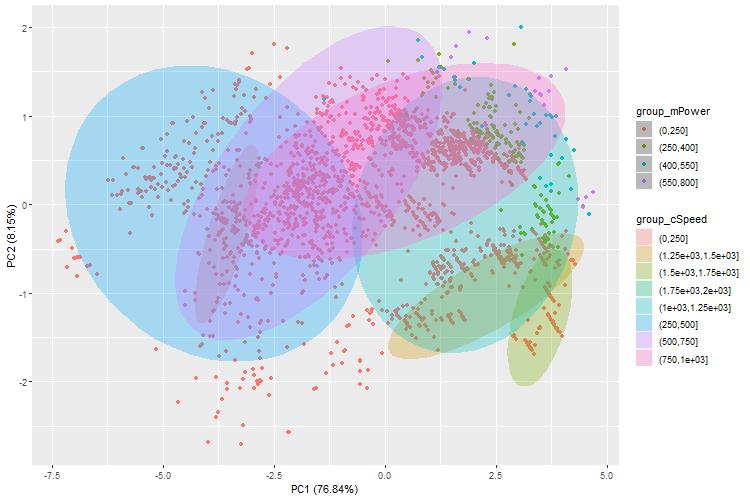 2
1
0
-1
-2
PC2 (8.15%)
-7.5
-5.0
-2.5
0.0
2.5
5.0
PC1 (76.84%)
group_mPower
(0,250]
(250,400]
(400,550]
(550,800]
group_cSpeed
(0,250]
(1.25e+03,1.5e+03]
(1.5e+03,1.75e+03]
(1.75e+03,2e+03]
(1e+03,1.25e+03]
(250,500]
(500,750]
(750,1e+03]